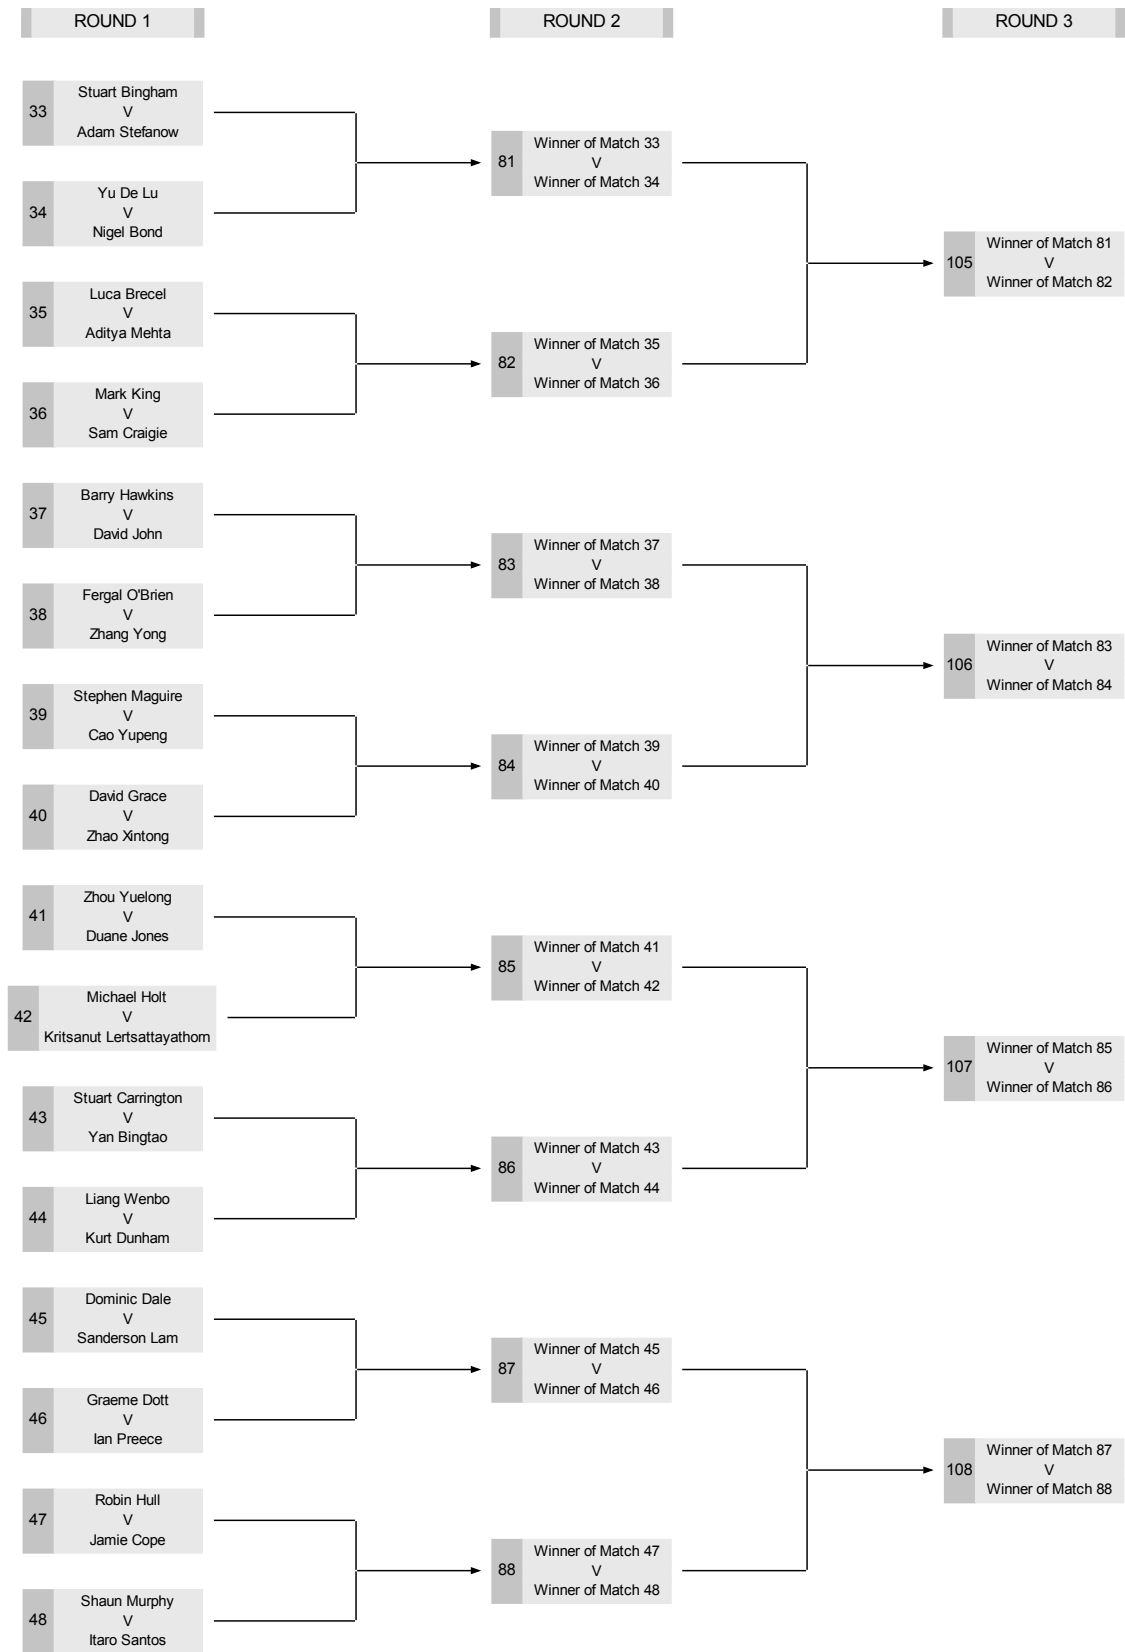 ROUND 1
ROUND 2
ROUND 3
33
Stuart Bingham
V
Adam Stefanow
34
Yu De Lu
V
Nigel Bond
35
Luca Brecel
V
Aditya Mehta
36
Mark King
V
Sam Craigie
37
Barry Hawkins
V
David John
38
Fergal O'Brien
V
Zhang Yong
39
Stephen Maguire
V
Cao Yupeng
40
David Grace
V
Zhao Xintong
41
Zhou Yuelong
V
Duane Jones
42
Michael Holt
V
Kritsanut Lertsattayathorn
43
Stuart Carrington
V
Yan Bingtao
44
Liang Wenbo
V
Kurt Dunham
45
Dominic Dale
V
Sanderson Lam
46
Graeme Dott
V
Ian Preece
47
Robin Hull
V
Jamie Cope
48
Shaun Murphy
V
Itaro Santos
81
Winner of Match 33
V
Winner of Match 34
82
Winner of Match 35
V
Winner of Match 36
83
Winner of Match 37
V
Winner of Match 38
84
Winner of Match 39
V
Winner of Match 40
85
Winner of Match 41
V
Winner of Match 42
86
Winner of Match 43
V
Winner of Match 44
87
Winner of Match 45
V
Winner of Match 46
88
Winner of Match 47
V
Winner of Match 48
105
Winner of Match 81
V
Winner of Match 82
106
Winner of Match 83
V
Winner of Match 84
107
Winner of Match 85
V
Winner of Match 86
108
Winner of Match 87
V
Winner of Match 88